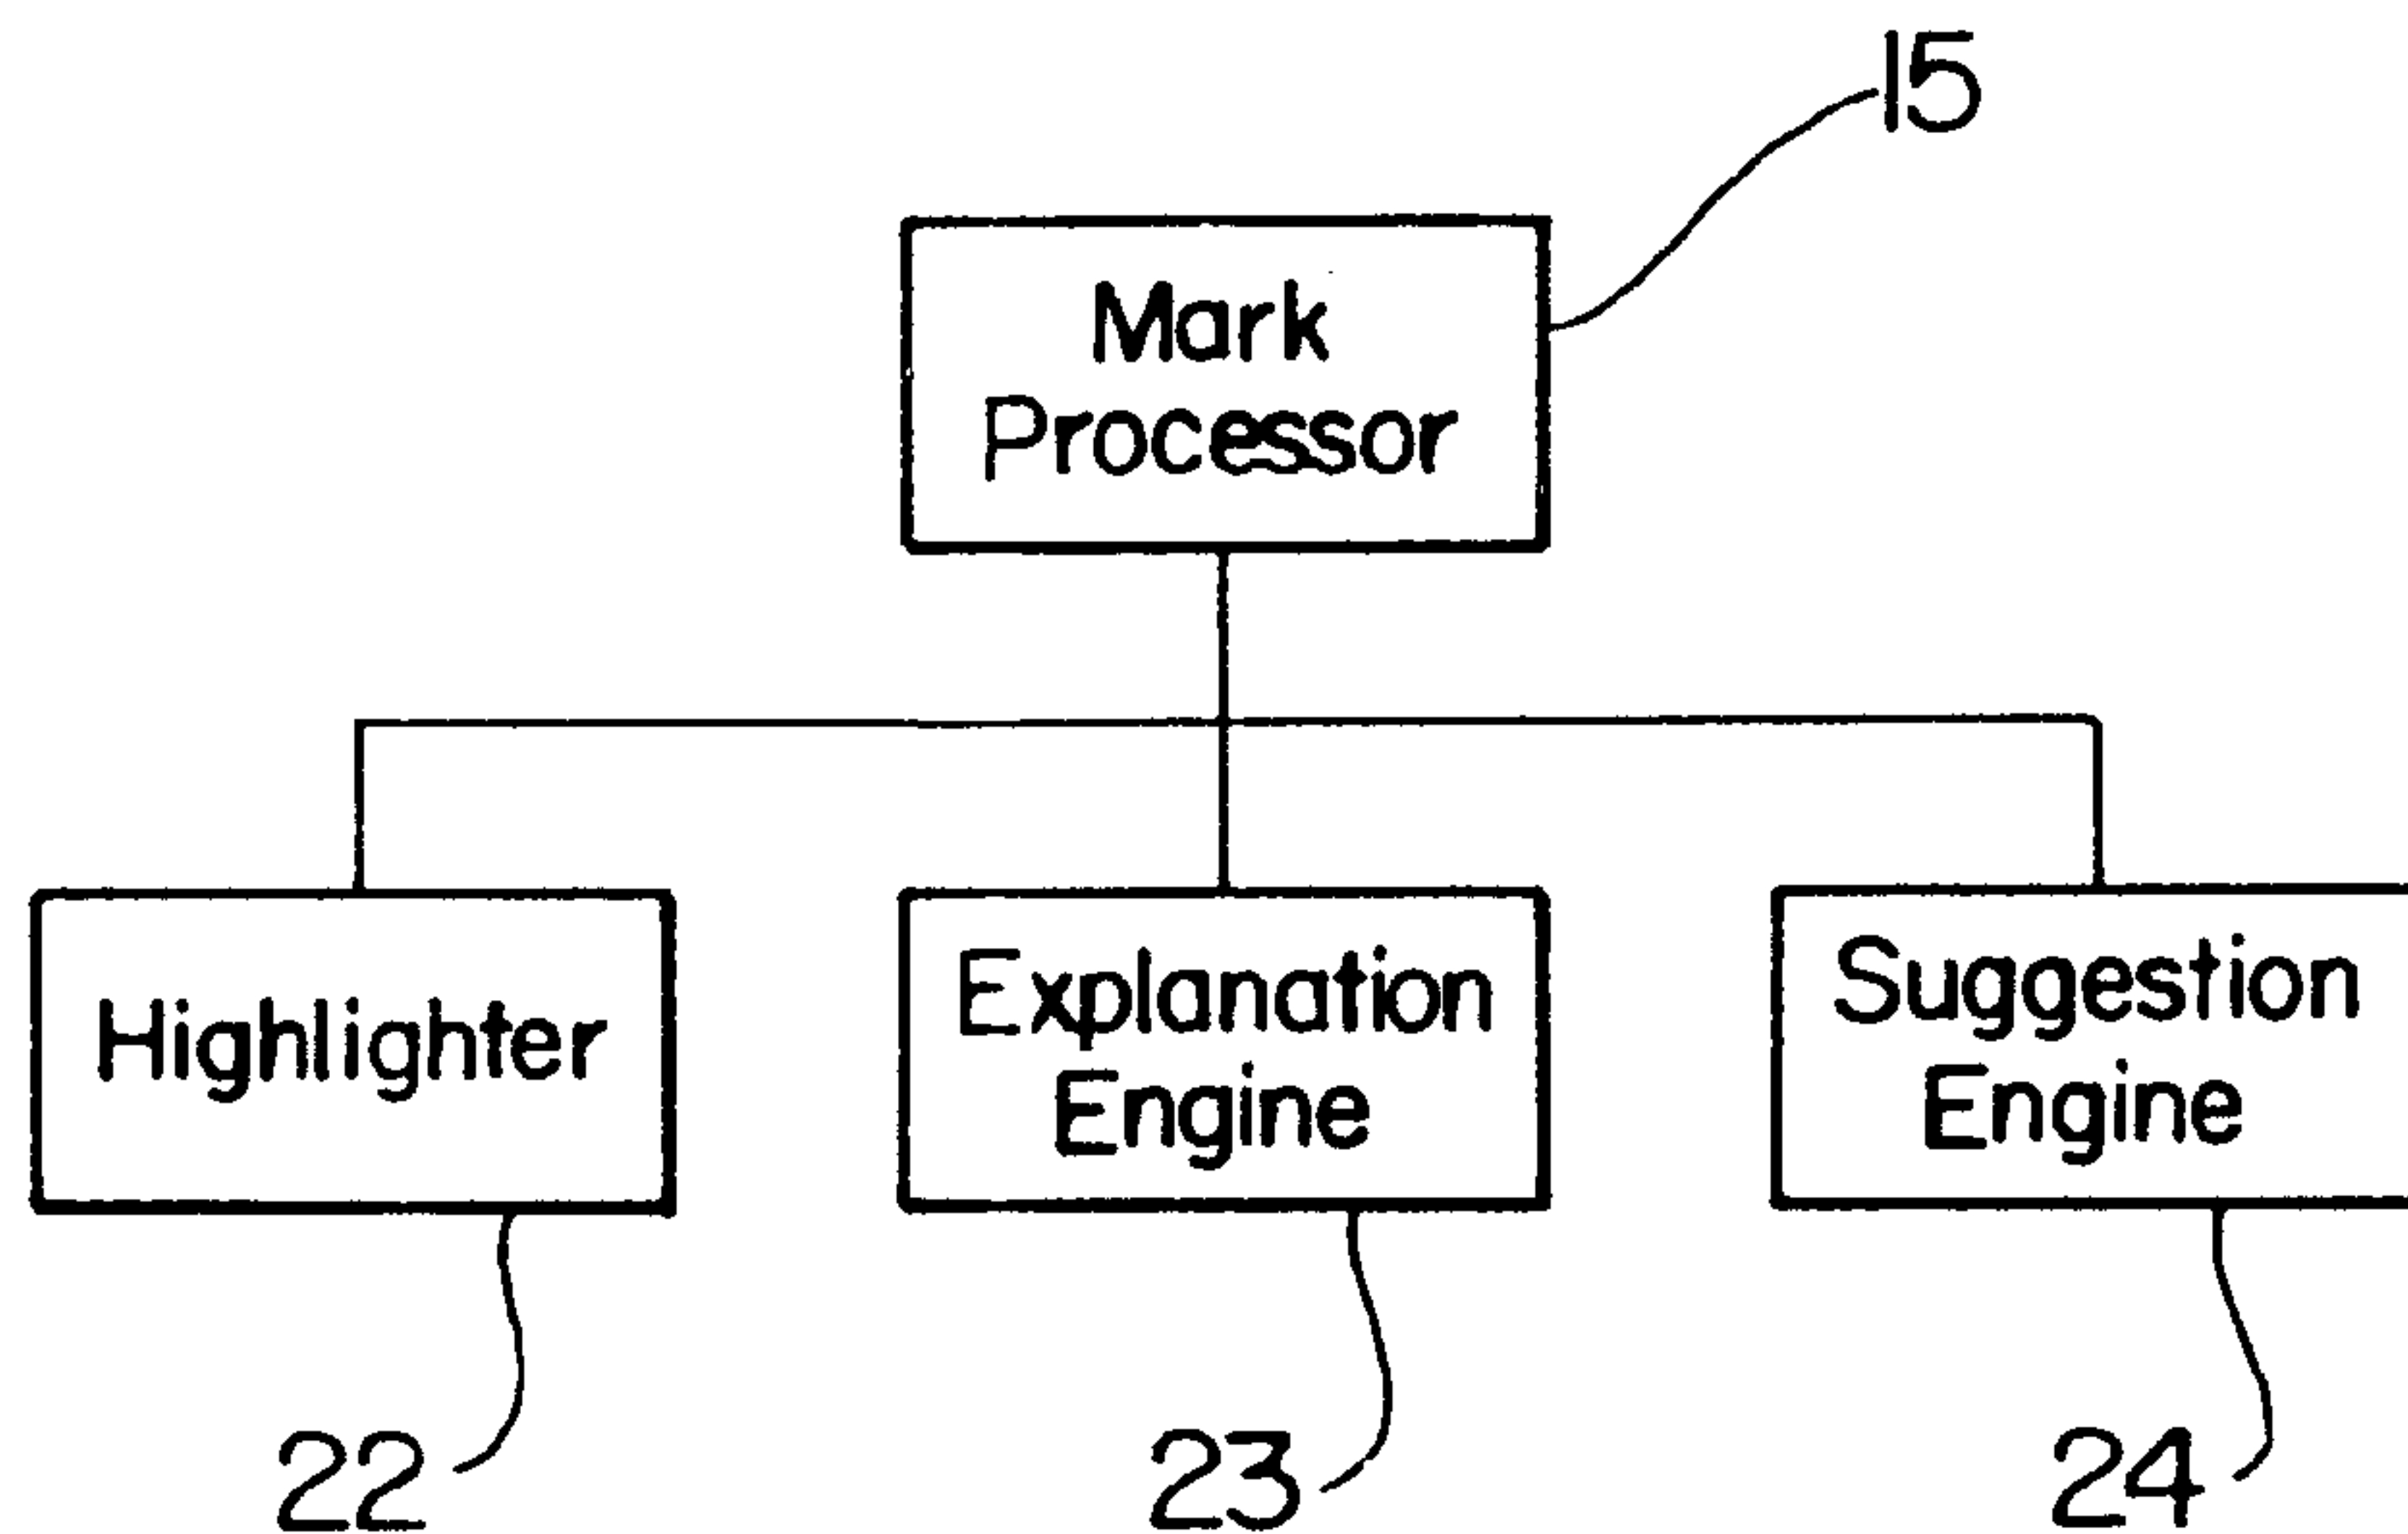 15
Mark
Processor
Highlighter
Explanation
Engine
Suggestion
Engine
22
23
24